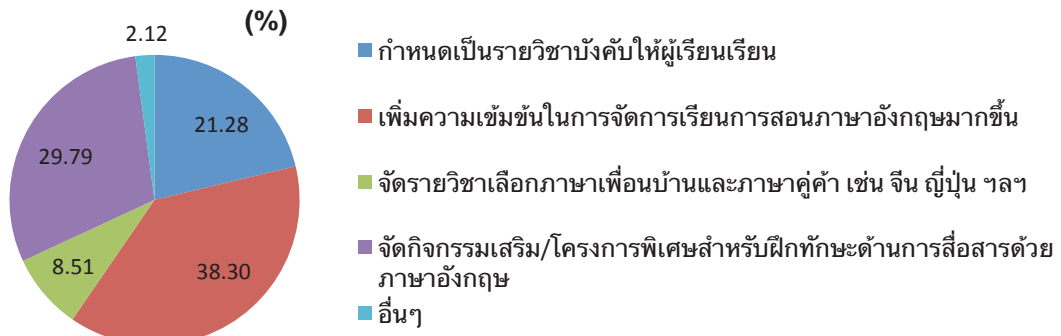 (%)
2.12
21.28
29.79
8.51
38.30
กำหนดเป็นรายวิชาบังคับให้ผู้เรียนเรียน
เพิ่มความเข้มข้นในการจัดการเรียนการสอนภาษาอังกฤษมากขึ้น
จัดรายวิชาเลือกภาษาเพื่อนบ้านและภาษาคู่ค้า เช่น จีน ญี่ปุ่น ฯลฯ
จัดกิจกรรมเสริม/โครงการพิเศษสำหรับฝึกทักษะด้านการสื่อสารด้วย
ภาษาอังกฤษ
อื่นๆ